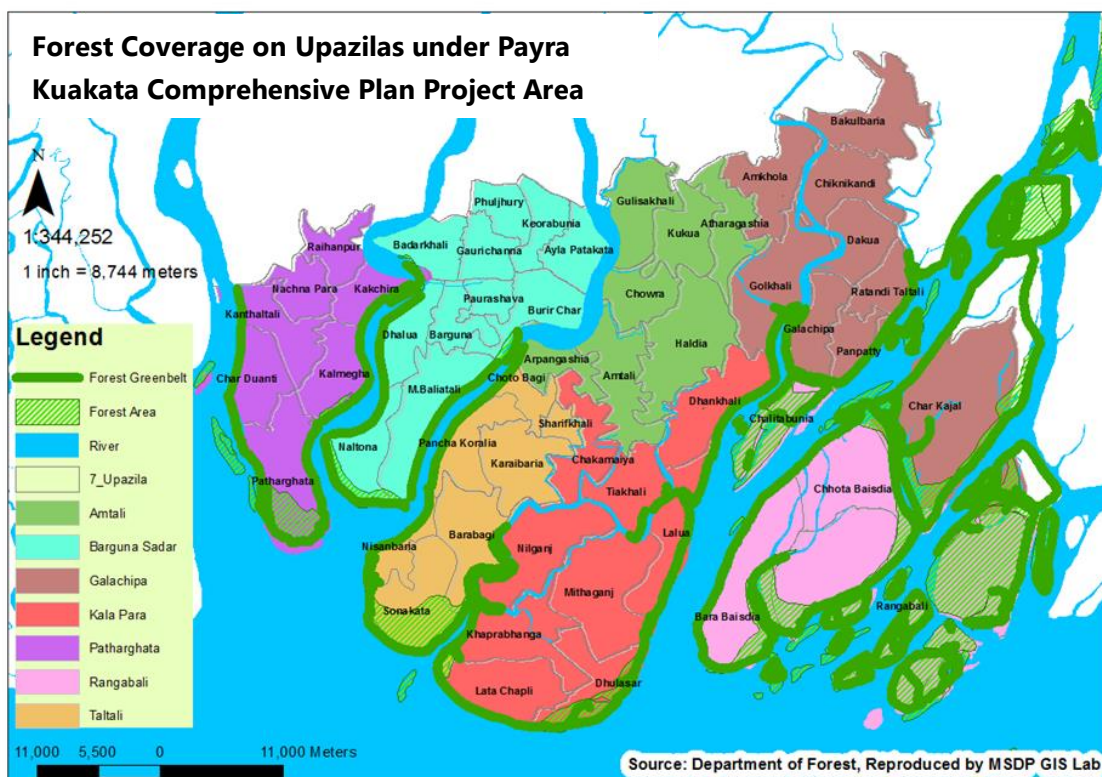 Forest Coverage on Upazilas under Payra
Kuakata Comprehensive Plan Project Area
N
1:344,252
1 inch = 8,744 meters
Legend
Forest Greenbelt
Forest Area
River
7_Upazila
Amtali
Barguna Sadar
Galachipa
Kala Para
Patharghata
Rangabali
Taltali
11,000 5,500 0 11,000 Meters
Bakulbaria
Amkhola
Chiknikandi
Phuljhury
Gulisakhali
Keorabunia
Atharagashia
Kukua
Raihanpur
Badarkhali
Gaurichanna
Ayla Patakata
Dakua
Nachna Para
Kakchira
Golkhali
Ratandi Taltali
Chowra
Paurashava
Kanthaltali
Burir Char
Dhalua
Barguna
Galachipa
Haldia
Panpatty
Arpangashia
Char Duanti
Kalmegha
Choto Bagi
Amtali
M.Baliatali
Dhankhali
Char Kajal
Chalitabunia
Sharifkhali
Naltona
Pancha Koralia
Chakamaiya
Karaibaria
Patharghata
Tiakhali
Chhota Baisdia
Barabagi
Lalua
Nisanbaria
Nilganj
Mithaganj
Sonakata
Rangabali
Bara Baisdia
Khaprabhanga
Lata Chapli
Dhulasar
Source: Department of Forest, Reproduced by MSDP GIS Lab